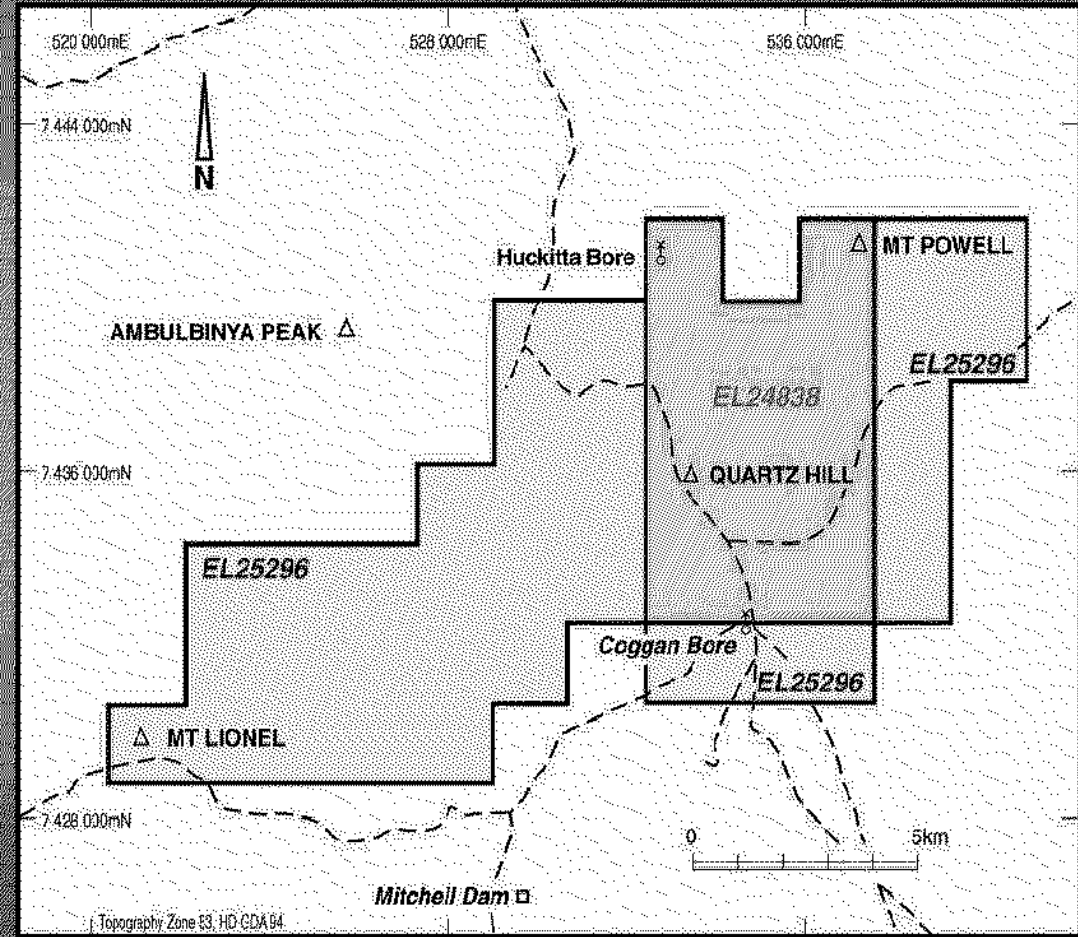 520 000mE
528 000mE
536 000mE
7 444 000mN
N
Huckitta Bore
MT POWELL
AMBULBINYA PEAK
EL25296
EL24838
7 436 000mN
QUARTZ HILL
EL25296
Coggan Bore
EL25296
MT LIONEL
7 428 000mN
0
5km
Mitchell Dam
Topography Zone 53, HD GDA 94